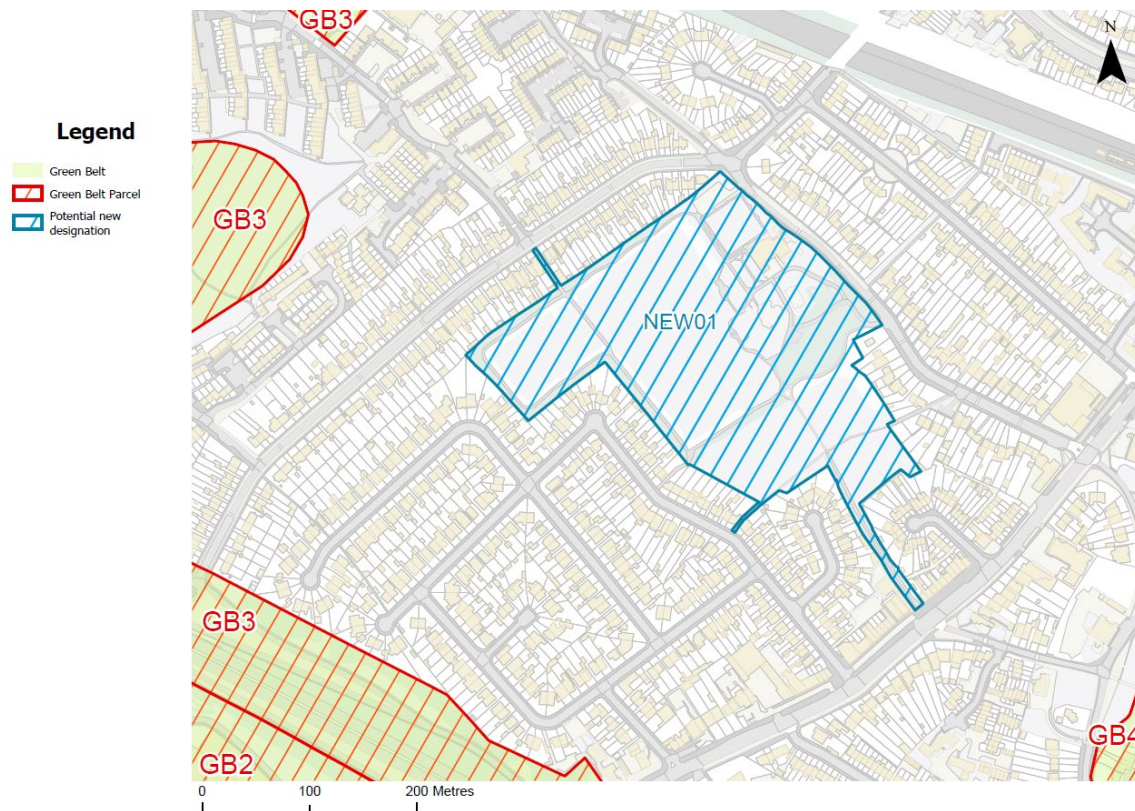 GB3
N
Legend
Green Belt
Green Belt Parcel
Potential new
designation
GB3
NEW01
GB3
GB4
GB2
0 100 200 Metres